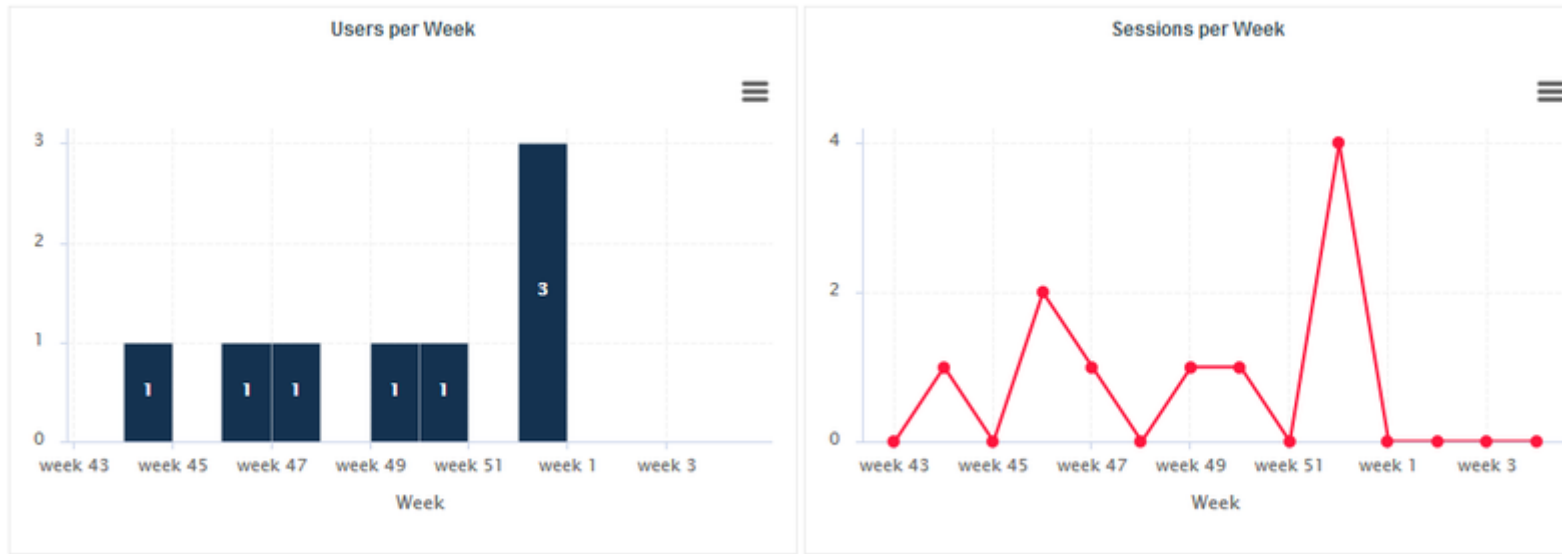 Users per Week
3
2
1
0
1
1
1
1
1
3
week 43
week 45
week 47
week 49
week 51
week 1
week 3
Week
Sessions per Week
4
2
0
week 43
week 45
week 47
week 49
week 51
week 1
week 3
Week